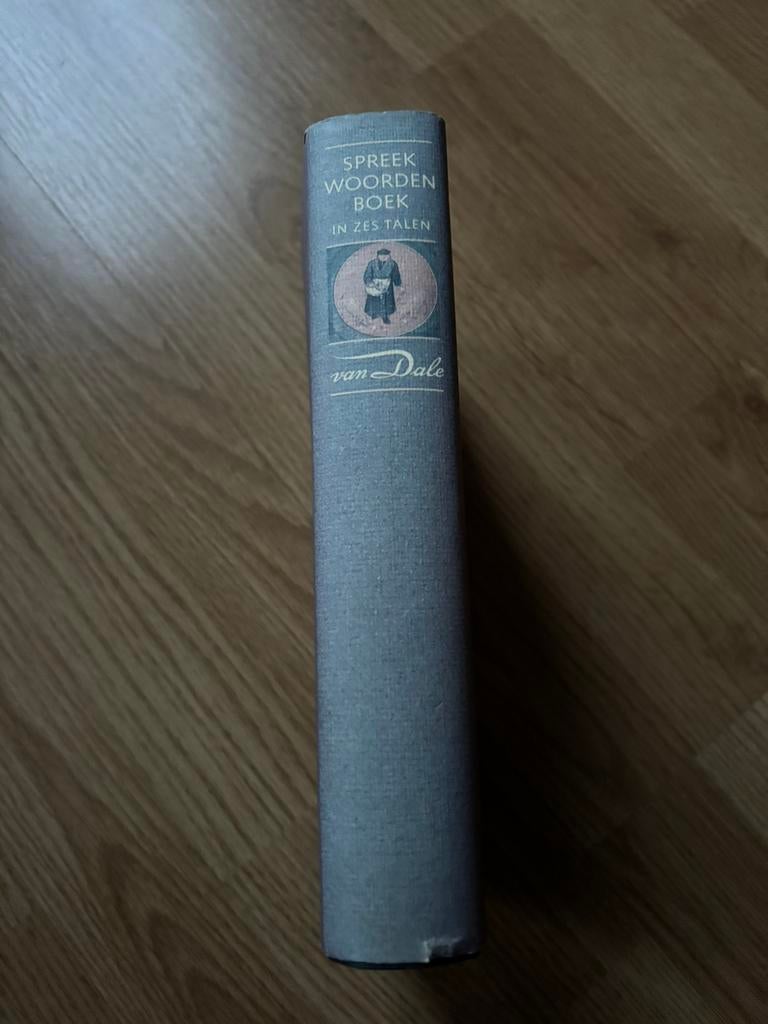 SPREEK
WOORDEN
BOEK
IN ZES TALEN
van Dale